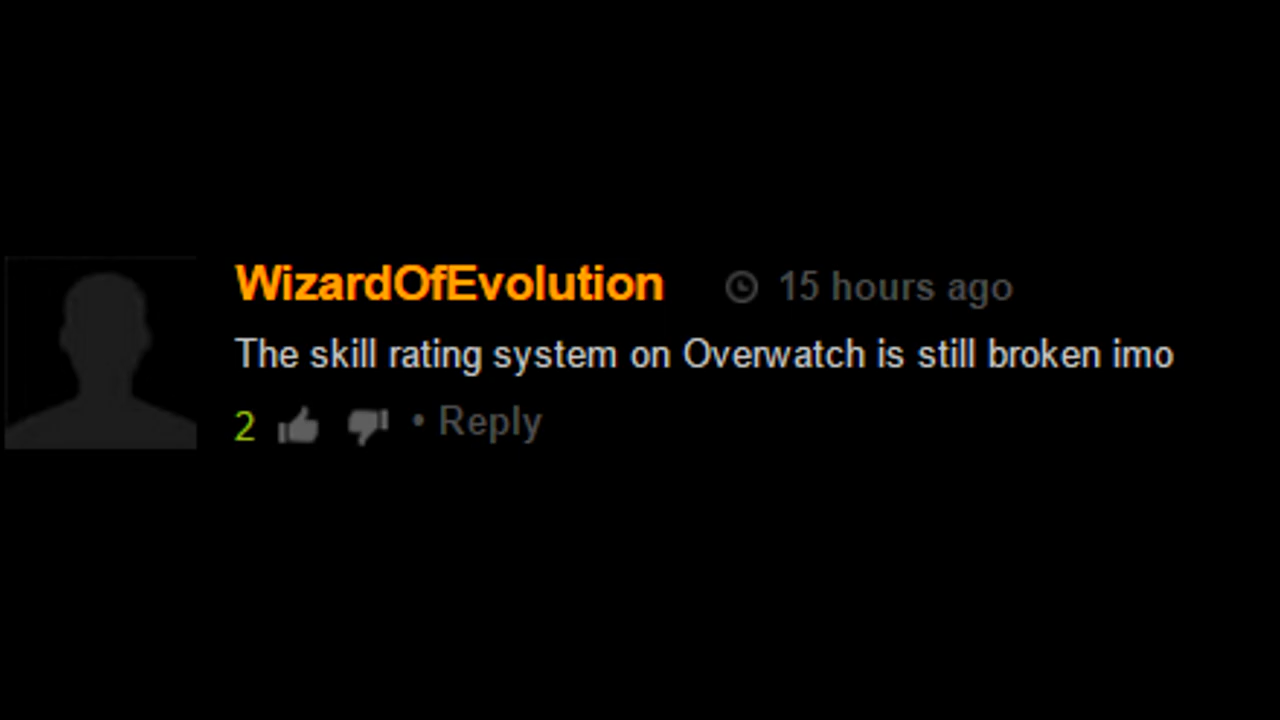 WizardOfEvolution 15 hours ago
The skill rating system on Overwatch is still broken imo
2 • Reply